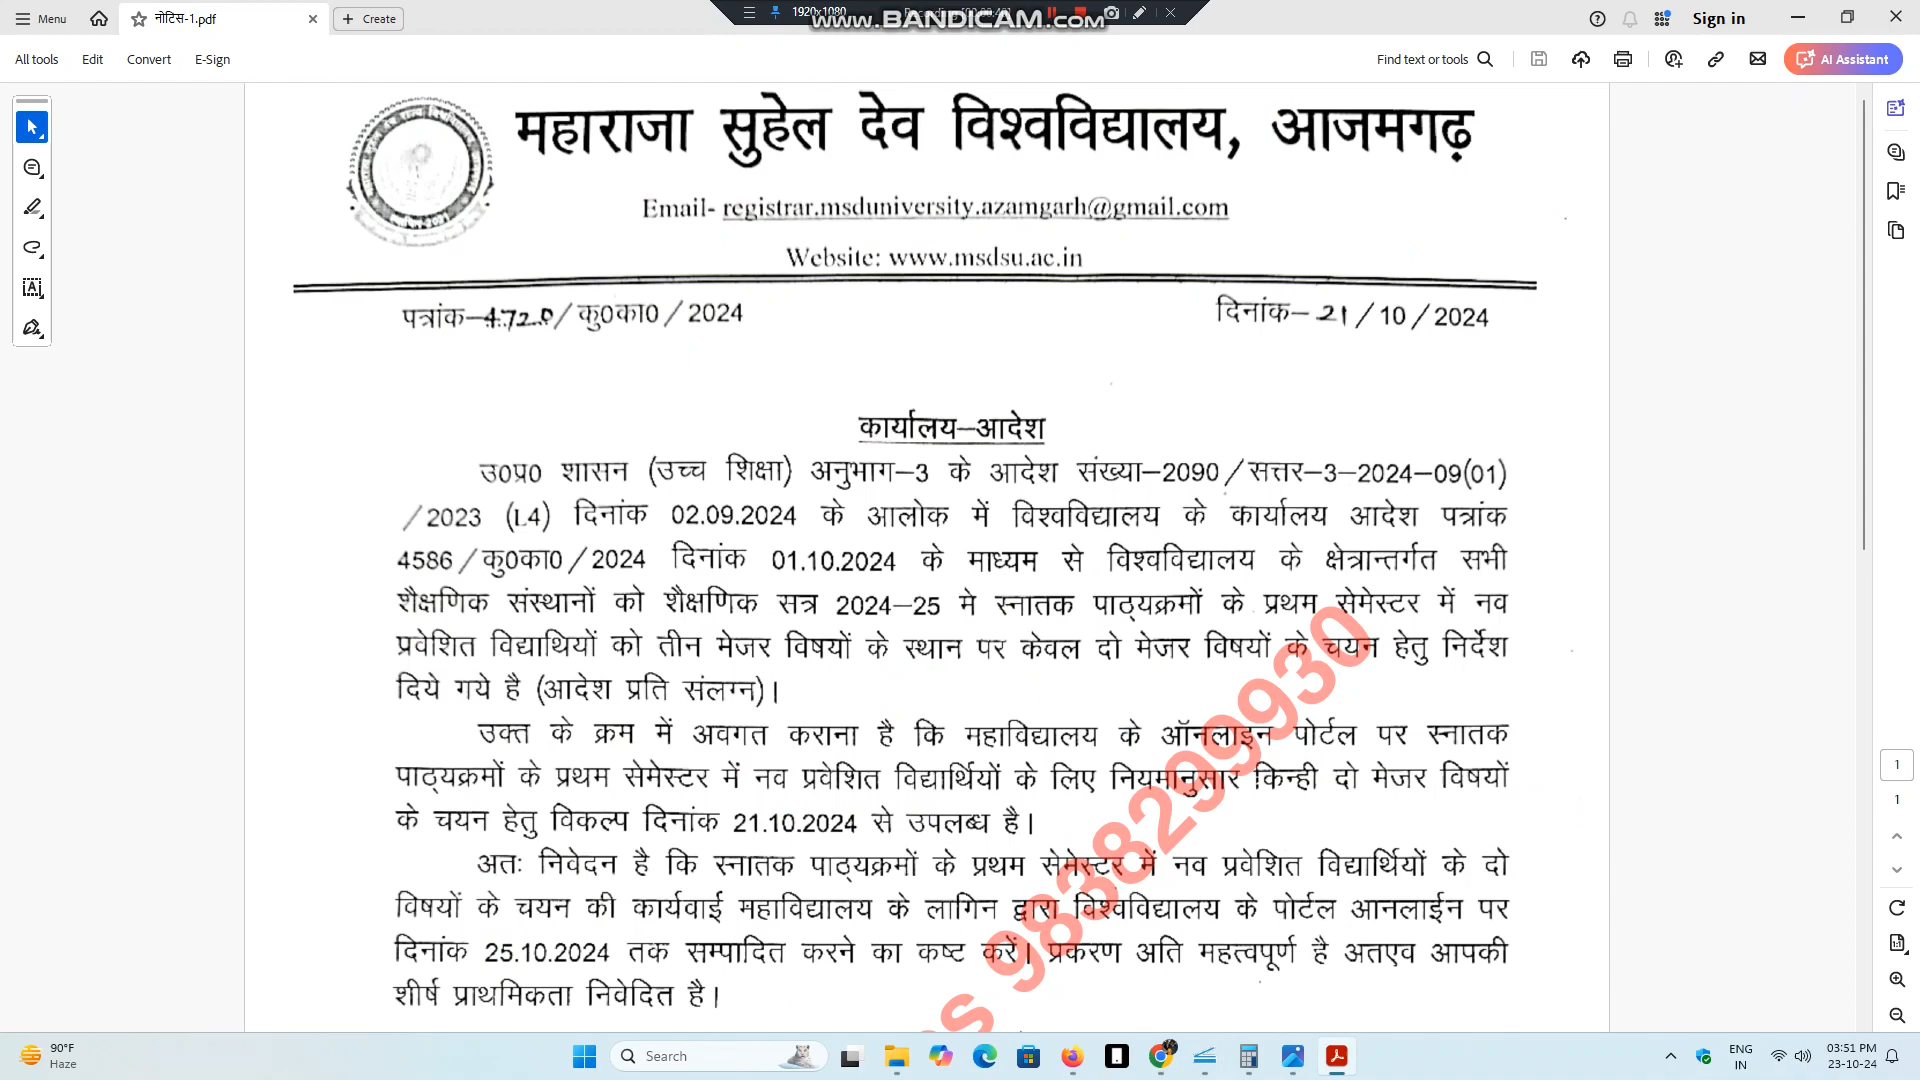 Menu
नोटिस-1.pdf
Create
1920x1080
www.BANDICAM.com
Sign in
All tools
Edit
Convert
E-Sign
Find text or tools
AI Assistant
महाराजा सुहेल देव विश्वविद्यालय, आजमगढ़
Email- registrar.msduniversity.azamgarh@gmail.com
Website: www.msdsu.ac.in
पत्रांक-4720/कु0का0/2024
दिनांक-21/10/2024
कार्यालय-आदेश
उ0प्र0 शासन (उच्च शिक्षा) अनुभाग-3 के आदेश संख्या-2090/सत्तर-3-2024-09(01)
/2023 (L4) दिनांक 02.09.2024 के आलोक में विश्वविद्यालय के कार्यालय आदेश पत्रांक
4586/कु0का0/2024 दिनांक 01.10.2024 के माध्यम से विश्वविद्यालय के क्षेत्रान्तर्गत सभी
शैक्षणिक संस्थानों को शैक्षणिक सत्र 2024-25 मे स्नातक पाठ्यक्रमों के प्रथम सेमेस्टर में नव
प्रवेशित विद्याथियों को तीन मेजर विषयों के स्थान पर केवल दो मेजर विषयों के चयन हेतु निर्देश
दिये गये है (आदेश प्रति संलग्न)।
उक्त के क्रम में अवगत कराना है कि महाविद्यालय के ऑनलाइन पोर्टल पर स्नातक
पाठ्यक्रमों के प्रथम सेमेस्टर में नव प्रवेशित विद्यार्थियों के लिए नियमानुसार किन्ही दो मेजर विषयों
के चयन हेतु विकल्प दिनांक 21.10.2024 से उपलब्ध है।
अतः निवेदन है कि स्नातक पाठ्यक्रमों के प्रथम सेमेस्टर में नव प्रवेशित विद्यार्थियों के दो
विषयों के चयन की कार्यवाई महाविद्यालय के लागिन द्वारा विश्वविद्यालय के पोर्टल आनलाईन पर
दिनांक 25.10.2024 तक सम्पादित करने का कष्ट करें। प्रकरण अति महत्वपूर्ण है अतएव आपकी
शीर्ष प्राथमिकता निवेदित है।
9838299930
1
1
90°F
Haze
Search
ENG
IN
03:51 PM
23-10-24